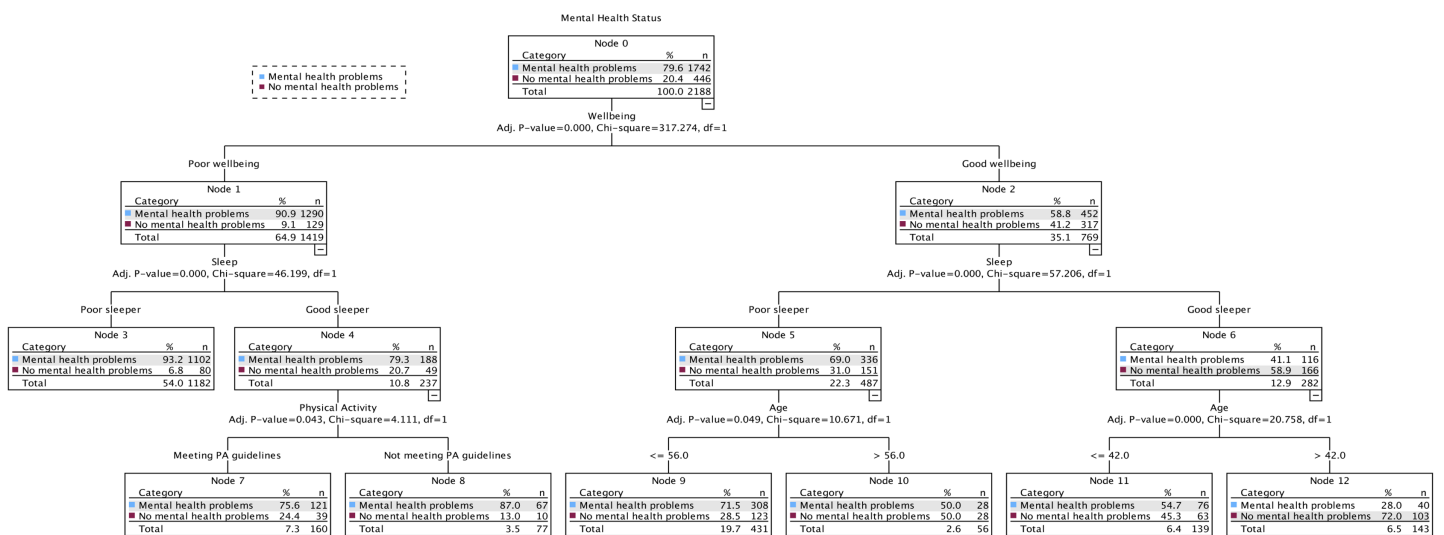 Mental Health Status
Mental health problems
No mental health problems
Node 0
Category % n
Mental health problems 79.6 1742
No mental health problems 20.4 446
Total 100.0 2188
Wellbeing
Adj. P-value=0.000, Chi-square=317.274, df=1
Poor wellbeing
Good wellbeing
Node 1
Category % n
Mental health problems 90.9 1290
No mental health problems 9.1 129
Total 64.9 1419
Node 2
Category % n
Mental health problems 58.8 452
No mental health problems 41.2 317
Total 35.1 769
Sleep
Adj. P-value=0.000, Chi-square=46.199, df=1
Sleep
Adj. P-value=0.000, Chi-square=57.206, df=1
Poor sleeper
Good sleeper
Poor sleeper
Good sleeper
Node 3
Category % n
Mental health problems 93.2 1102
No mental health problems 6.8 80
Total 54.0 1182
Node 4
Category % n
Mental health problems 79.3 188
No mental health problems 20.7 49
Total 10.8 237
Node 5
Category % n
Mental health problems 69.0 336
No mental health problems 31.0 151
Total 22.3 487
Node 6
Category % n
Mental health problems 41.1 116
No mental health problems 58.9 166
Total 12.9 282
Physical Activity
Adj. P-value=0.043, Chi-square=4.111, df=1
Age
Adj. P-value=0.049, Chi-square=10.671, df=1
Age
Adj. P-value=0.000, Chi-square=20.758, df=1
Meeting PA guidelines
Not meeting PA guidelines
<= 56.0
> 56.0
<= 42.0
> 42.0
Node 7
Category % n
Mental health problems 75.6 121
No mental health problems 24.4 39
Total 7.3 160
Node 8
Category % n
Mental health problems 87.0 67
No mental health problems 13.0 10
Total 3.5 77
Node 9
Category % n
Mental health problems 71.5 308
No mental health problems 28.5 123
Total 19.7 431
Node 10
Category % n
Mental health problems 50.0 28
No mental health problems 50.0 28
Total 2.6 56
Node 11
Category % n
Mental health problems 54.7 76
No mental health problems 45.3 63
Total 6.4 139
Node 12
Category % n
Mental health problems 28.0 40
No mental health problems 72.0 103
Total 6.5 143